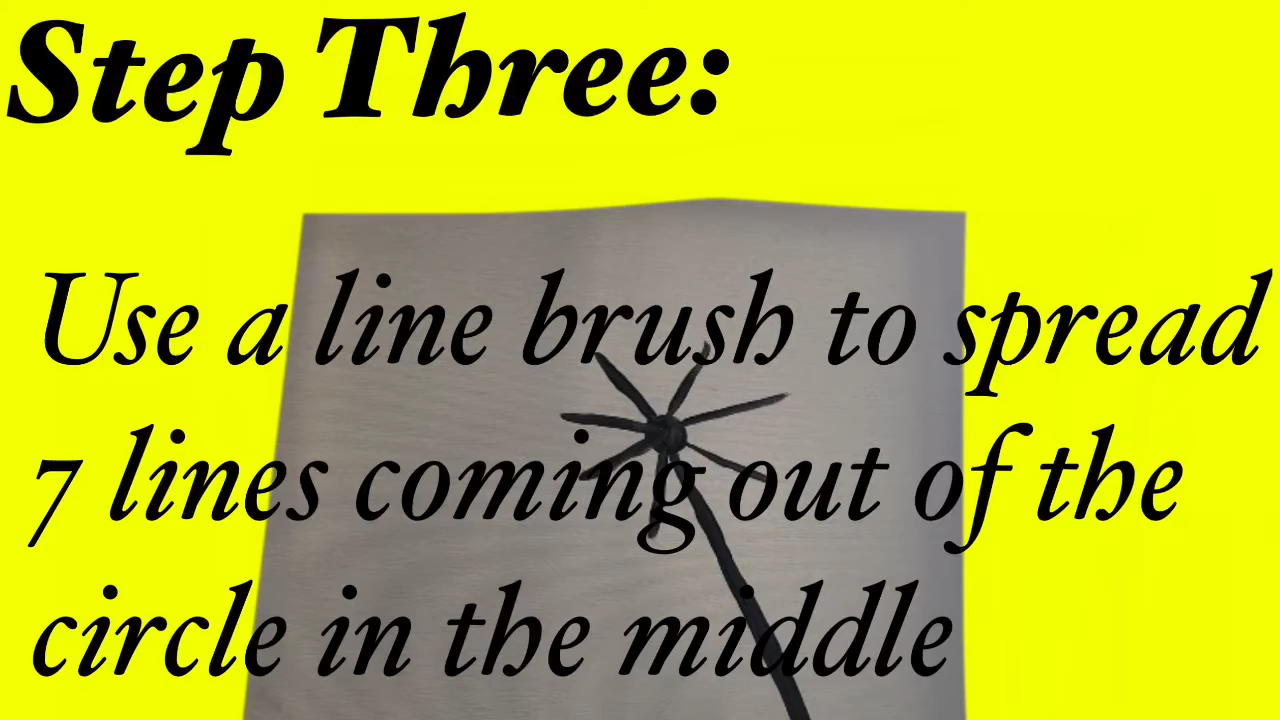 Step Three:
Use a line brush to spread
7 lines coming out of the
circle in the middle